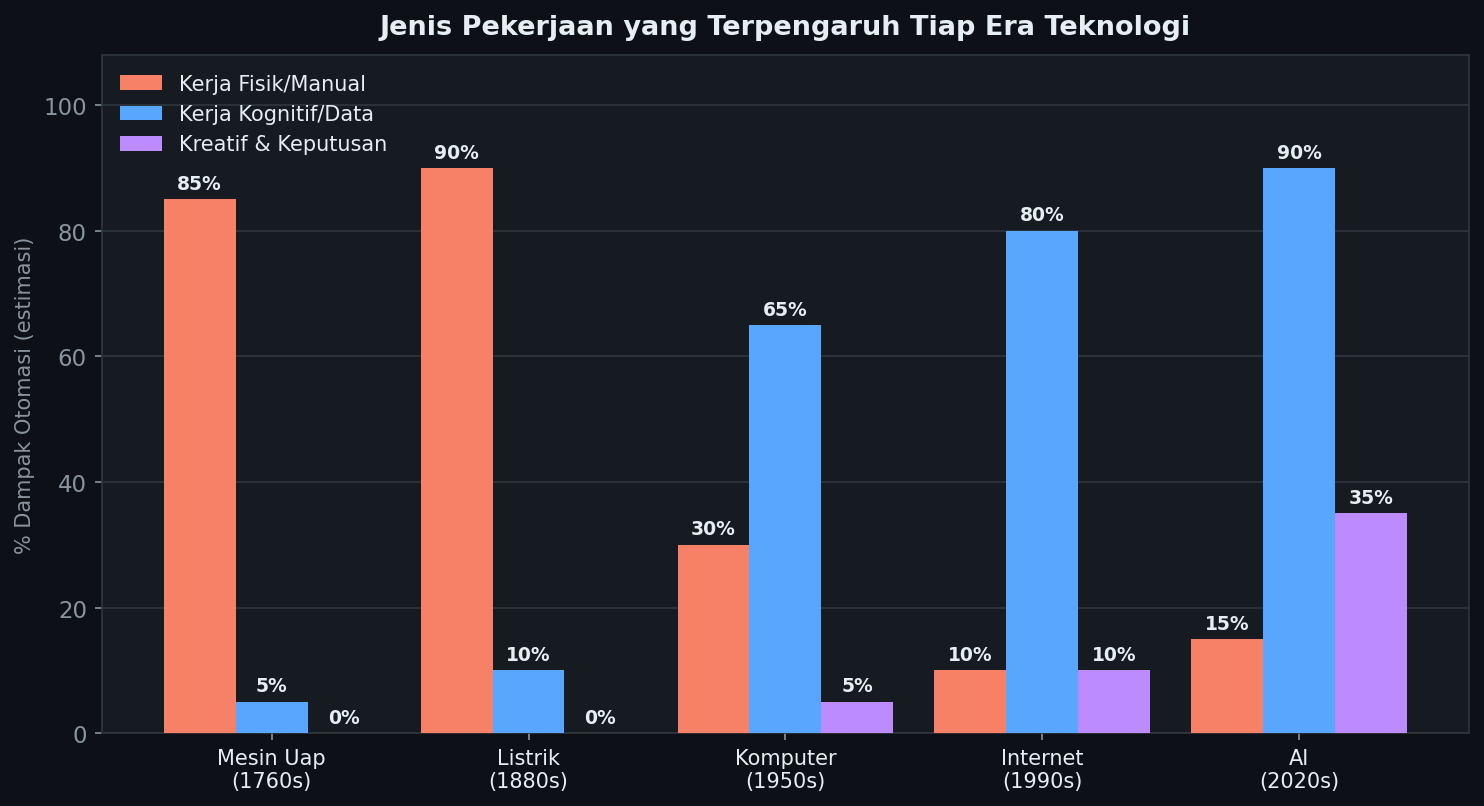 Jenis Pekerjaan yang Terpengaruh Tiap Era Teknologi
Kerja Fisik/Manual
Kerja Kognitif/Data
Kreatif & Keputusan
% Dampak Otomasi (estimasi)
100
80
60
40
20
0
85%
5%
0%
90%
10%
0%
30%
65%
5%
10%
80%
10%
15%
90%
35%
Mesin Uap
(1760s)
Listrik
(1880s)
Komputer
(1950s)
Internet
(1990s)
AI
(2020s)